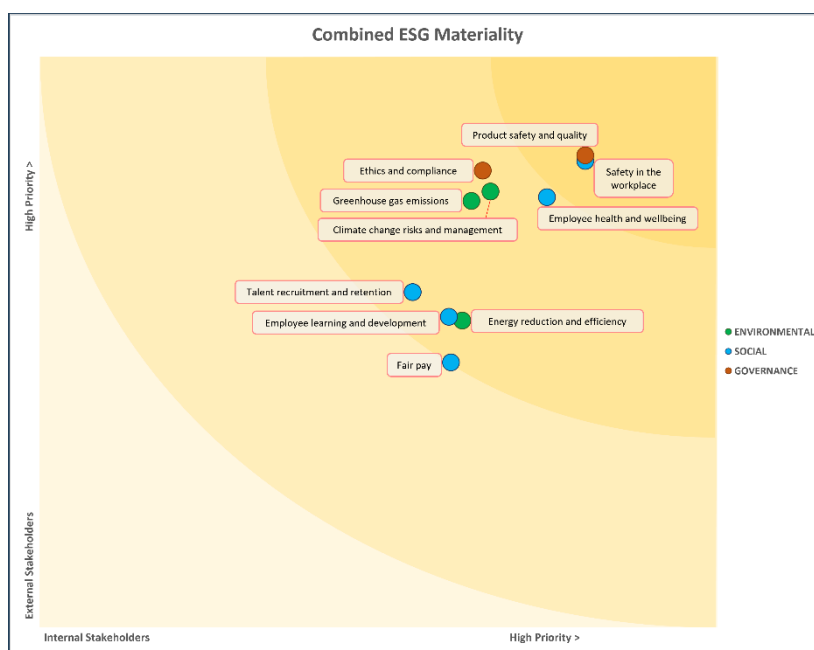 Combined ESG Materiality
High Priority >
External Stakeholders
Product safety and quality
Ethics and compliance
Safety in the
workplace
Greenhouse gas emissions
Employee health and wellbeing
Climate change risks and management
Talent recruitment and retention
Employee learning and development
Energy reduction and efficiency
Fair pay
ENVIRONMENTAL
SOCIAL
GOVERNANCE
Internal Stakeholders
High Priority >